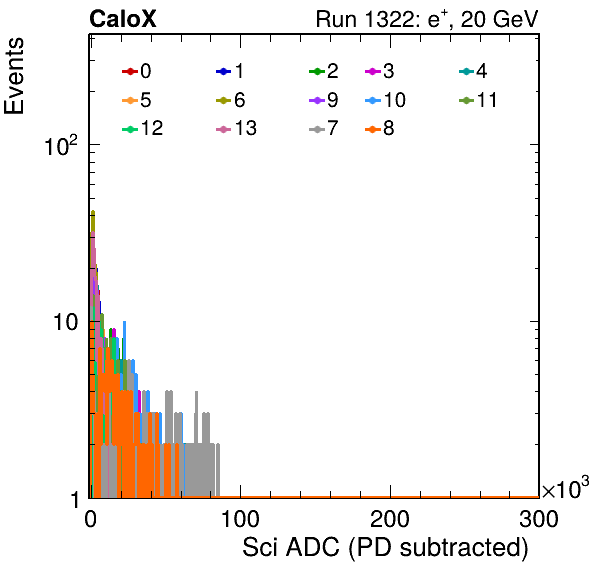 CaloX Run 1322: e⁺, 20 GeV
Events
0 1 2 3 4
5 6 9 10 11
12 13 7 8
10²
10
1
0 100 200 300
×10³
Sci ADC (PD subtracted)